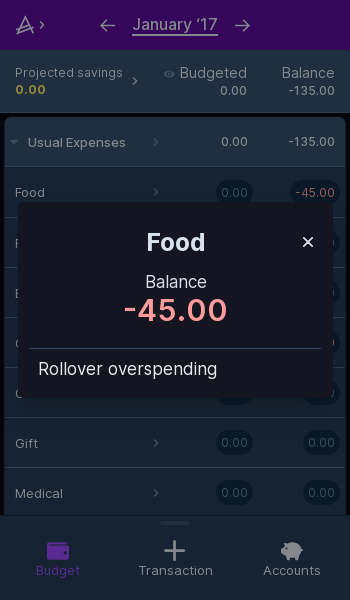 January '17
Projected savings
0.00
Budgeted
0.00
Balance
-135.00
Usual Expenses
0.00
-135.00
Food
0.00
-45.00
Food
Balance
-45.00
Rollover overspending
Gift
0.00
0.00
Medical
0.00
0.00
Budget
Transaction
Accounts